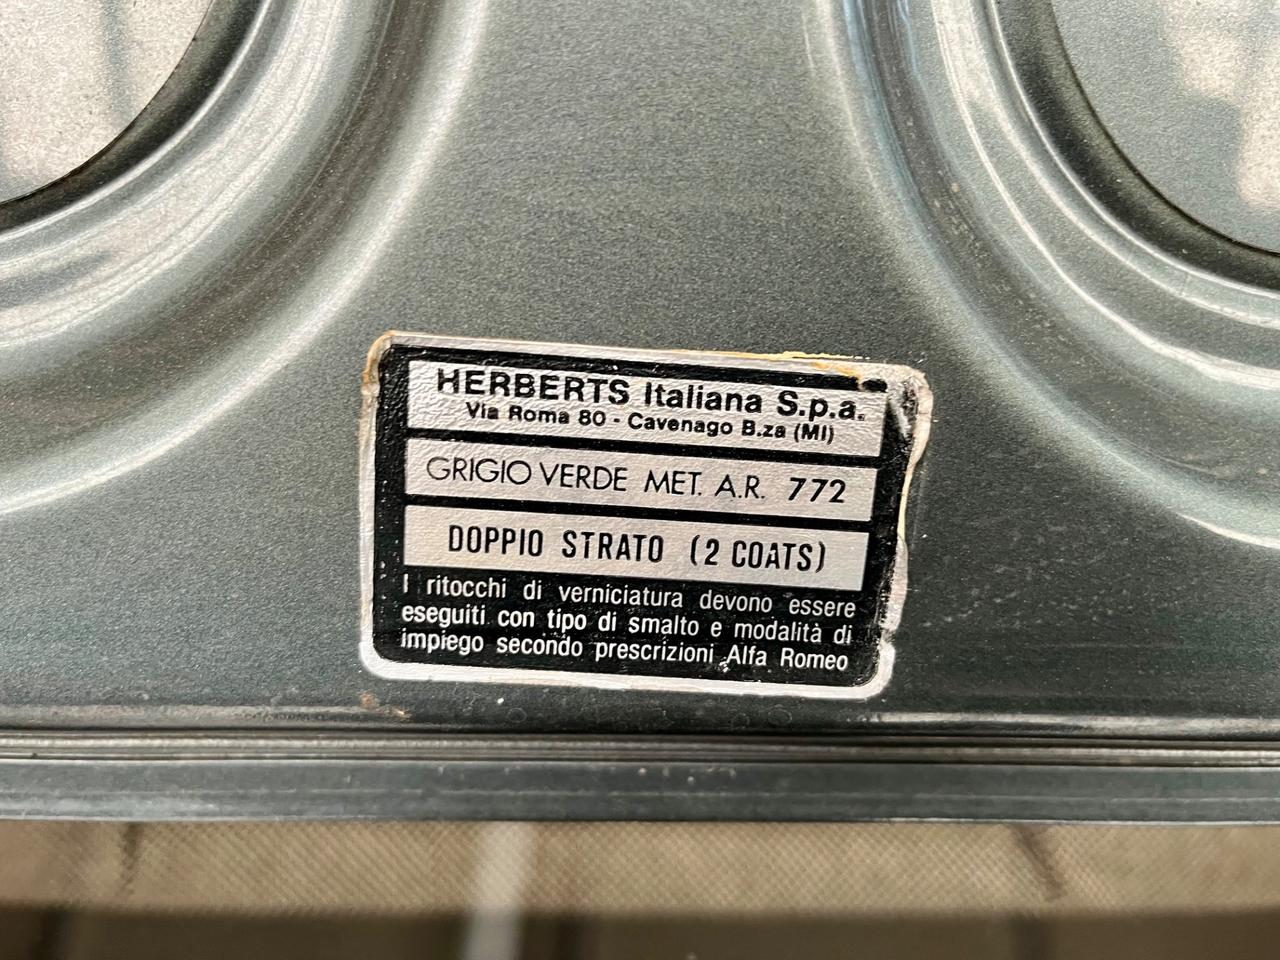 HERBERTS Italiana S.p.a.
Via Roma 80 - Cavenago B.za (MI)
GRIGIO VERDE MET. A.R. 772
DOPPIO STRATO (2 COATS)
I ritocchi di verniciatura devono essere
eseguiti con tipo di smalto e modalità di
impiego secondo prescrizioni Alfa Romeo